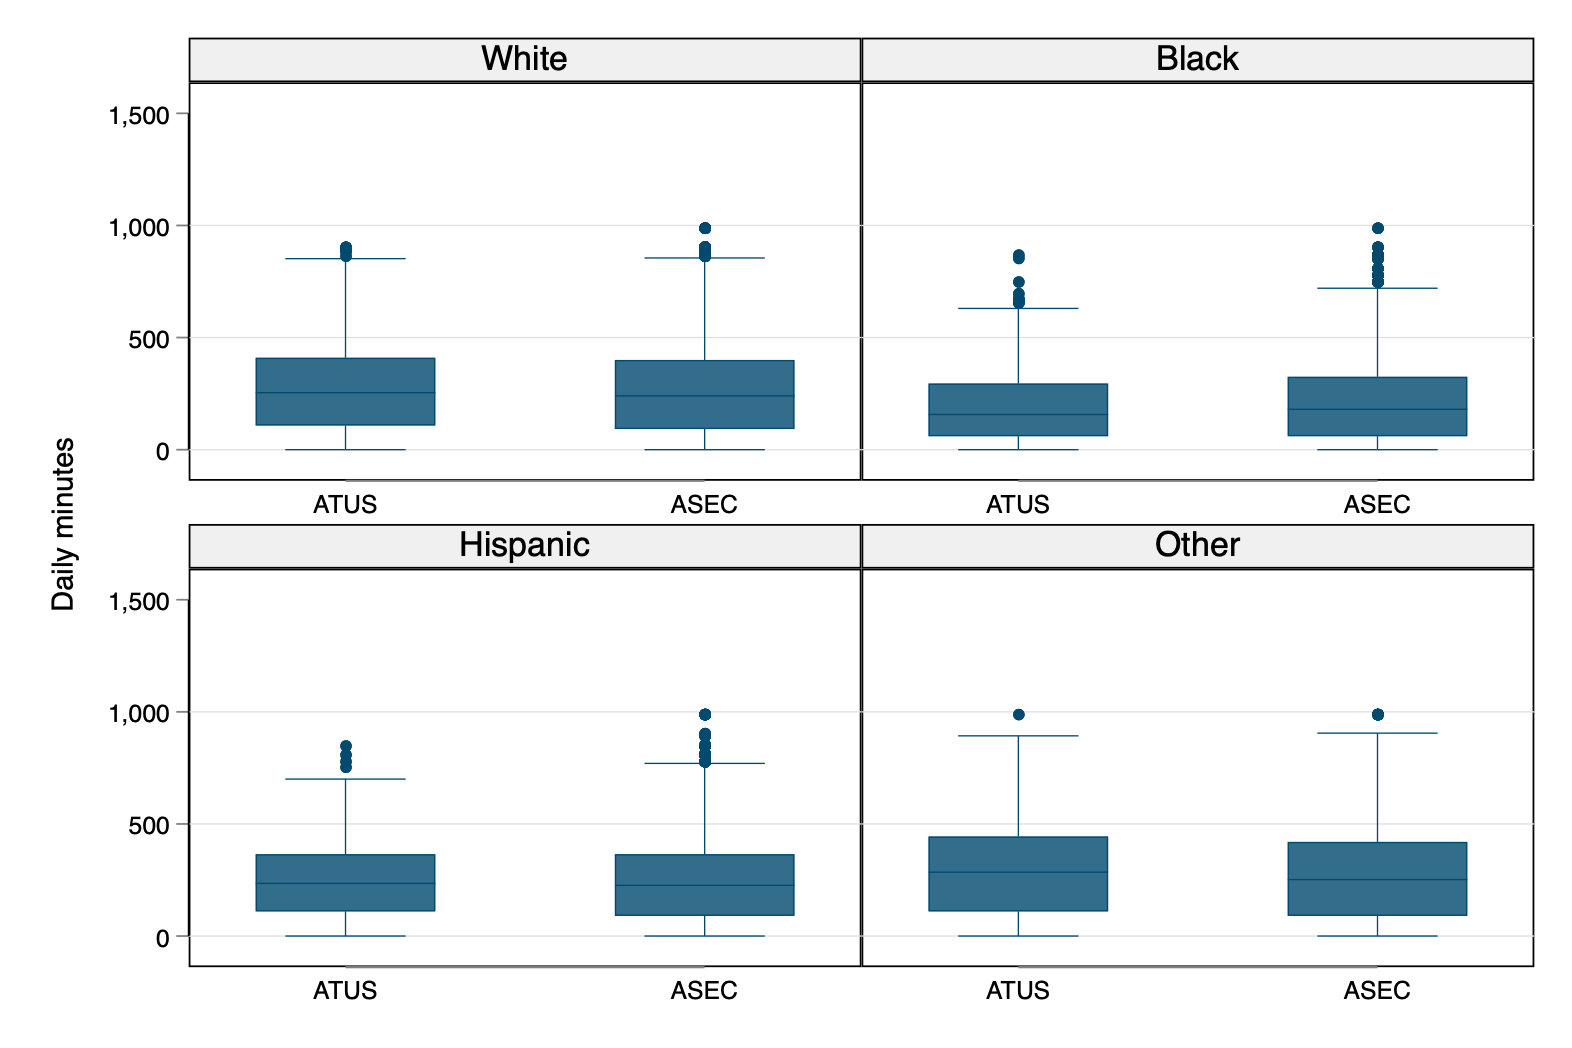 White
Black
1,500
1,000
500
0
ATUS
ASEC
ATUS
ASEC
Daily minutes
Hispanic
Other
1,500
1,000
500
0
ATUS
ASEC
ATUS
ASEC